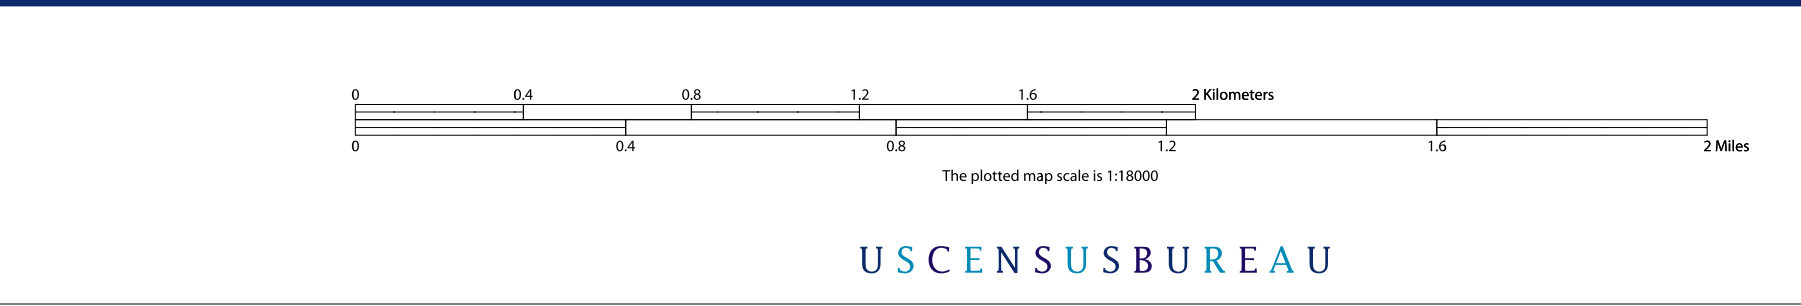 0 0.4 0.8 1.2 1.6 2 Kilometers
0 0.4 0.8 1.2 1.6 2 Miles
The plotted map scale is 1:18000
USCENSUSBUREAU